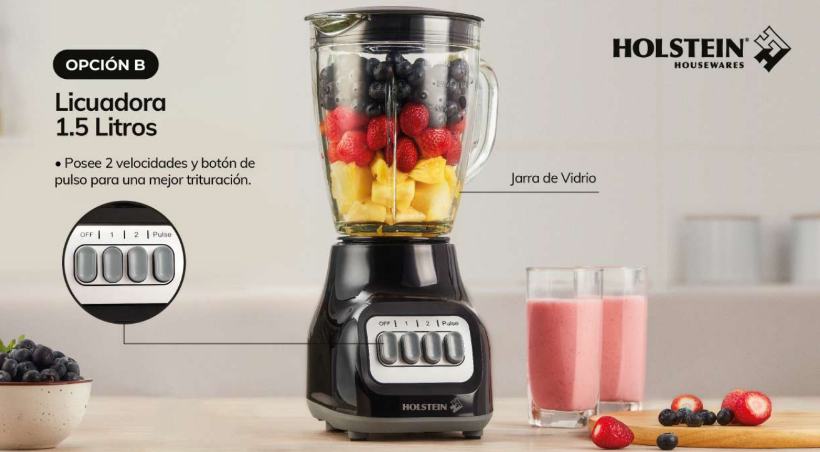 OPCIÓN B
Licuadora
1.5 Litros
• Posee 2 velocidades y botón de
pulso para una mejor trituración.
OFF | 1 | 2 | Pulse
HOLSTEIN®
HOUSEWARES
Jarra de Vidrio
OFF | 1 | 2 | Pulse
HOLSTEIN